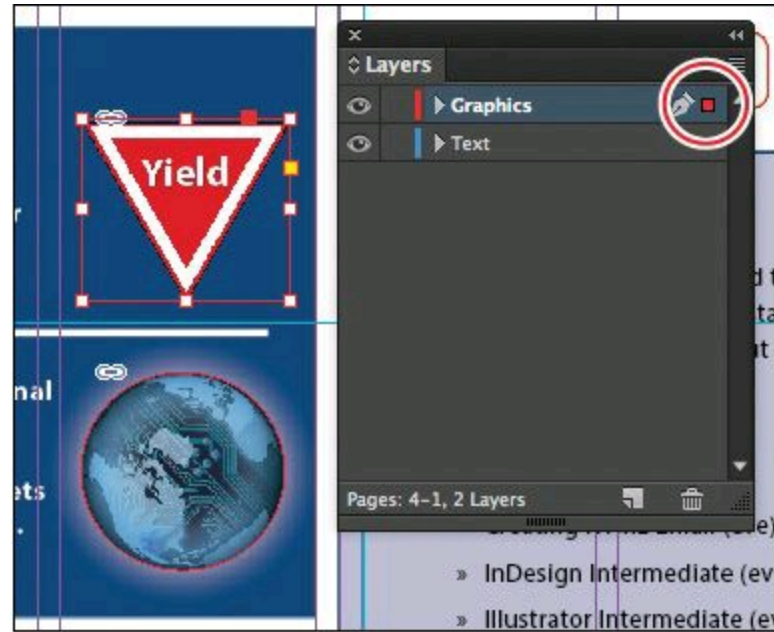 Layers
Graphics
Text
Yield
nal
ets
Pages: 4–1, 2 Layers
» InDesign Intermediate (ev
» Illustrator Intermediate (ev